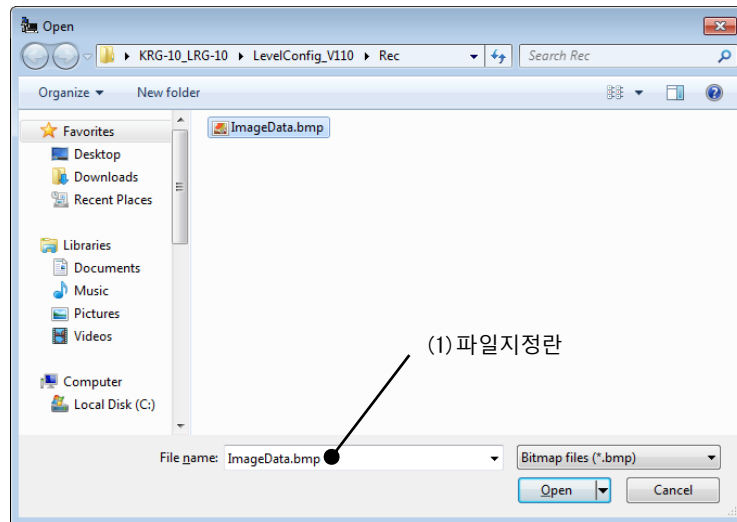 Open
KRG-10_LRG-10 LevelConfig_V110 Rec Search Rec
Organize New folder
Favorites
Desktop
Downloads
Recent Places
Libraries
Documents
Music
Pictures
Videos
Computer
Local Disk (C:)
ImageData.bmp
(1) 파일지정란
File name: ImageData.bmp Bitmap files (*.bmp)
Open Cancel